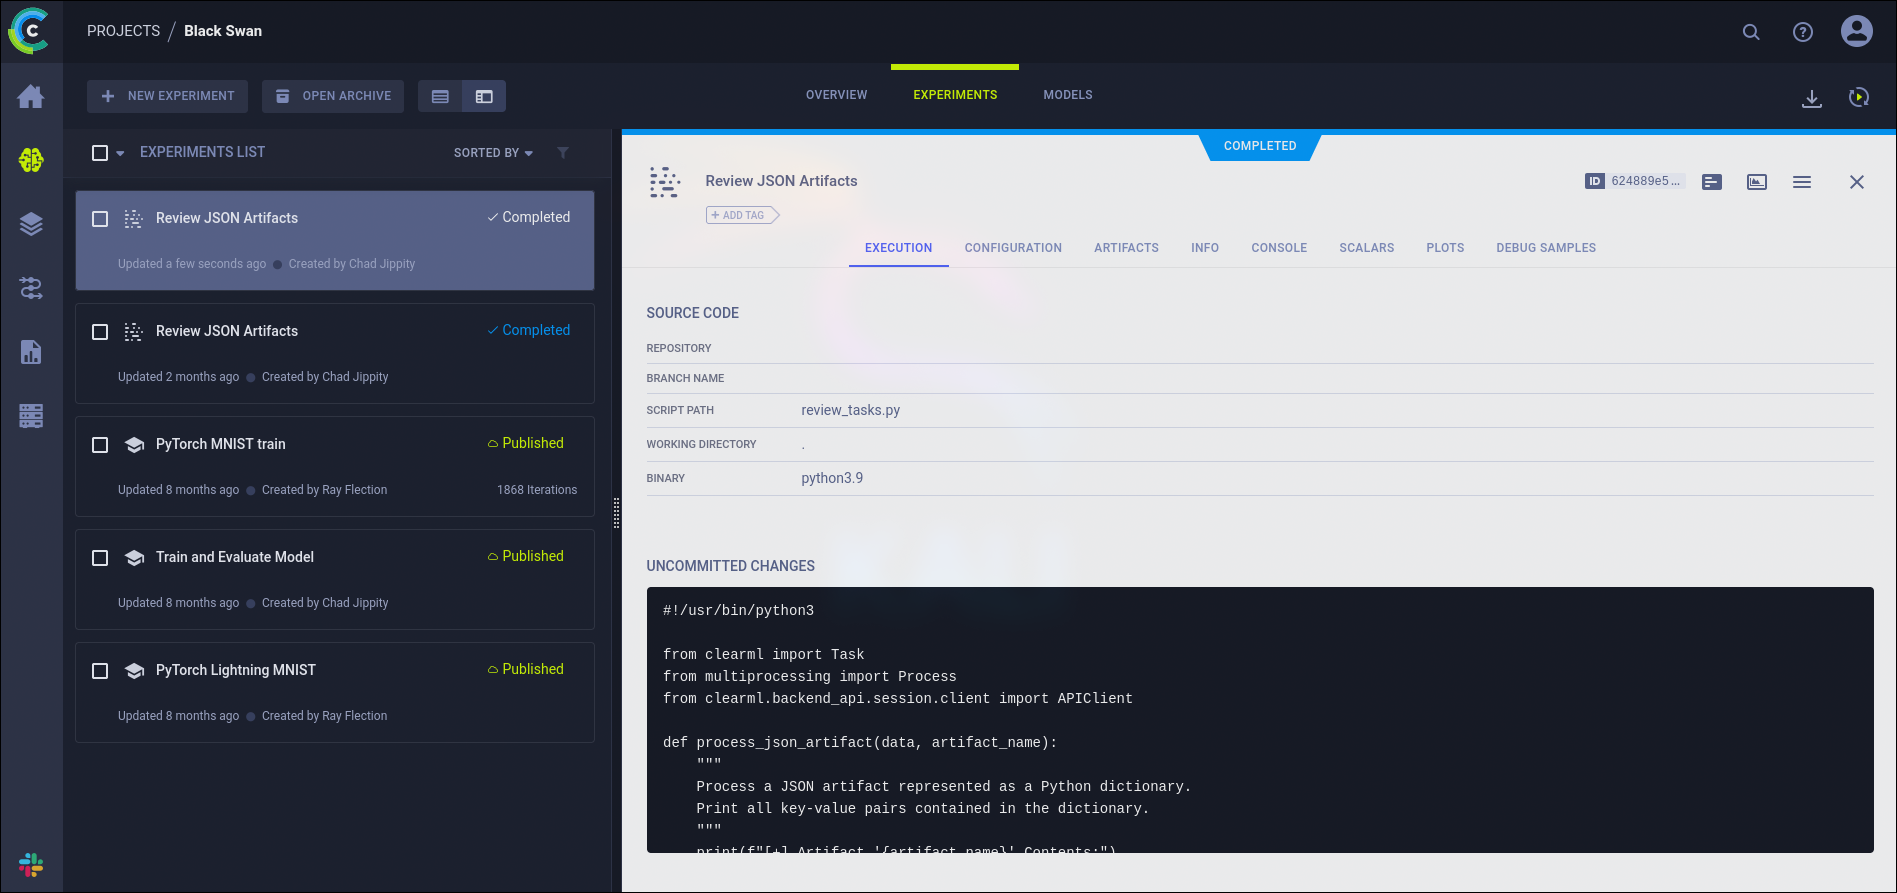 PROJECTS / Black Swan
NEW EXPERIMENT
OPEN ARCHIVE
OVERVIEW
EXPERIMENTS
MODELS
EXPERIMENTS LIST
SORTED BY
Review JSON Artifacts
Completed
Updated a few seconds ago
Created by Chad Jippity
Review JSON Artifacts
Completed
Updated 2 months ago
Created by Chad Jippity
PyTorch MNIST train
Published
Updated 8 months ago
Created by Ray Flection
1868 Iterations
Train and Evaluate Model
Published
Updated 8 months ago
Created by Chad Jippity
PyTorch Lightning MNIST
Published
Updated 8 months ago
Created by Ray Flection
COMPLETED
Review JSON Artifacts
ID 624889e5...
+ ADD TAG
EXECUTION
CONFIGURATION
ARTIFACTS
INFO
CONSOLE
SCALARS
PLOTS
DEBUG SAMPLES
SOURCE CODE
REPOSITORY
BRANCH NAME
SCRIPT PATH review_tasks.py
WORKING DIRECTORY .
BINARY python3.9
UNCOMMITTED CHANGES
#!/usr/bin/python3
from clearml import Task
from multiprocessing import Process
from clearml.backend_api.session.client import APIClient
def process_json_artifact(data, artifact_name):
"""
Process a JSON artifact represented as a Python dictionary.
Print all key-value pairs contained in the dictionary.
"""
print(f"[+] Artifact '{artifact_name}' Contents:")